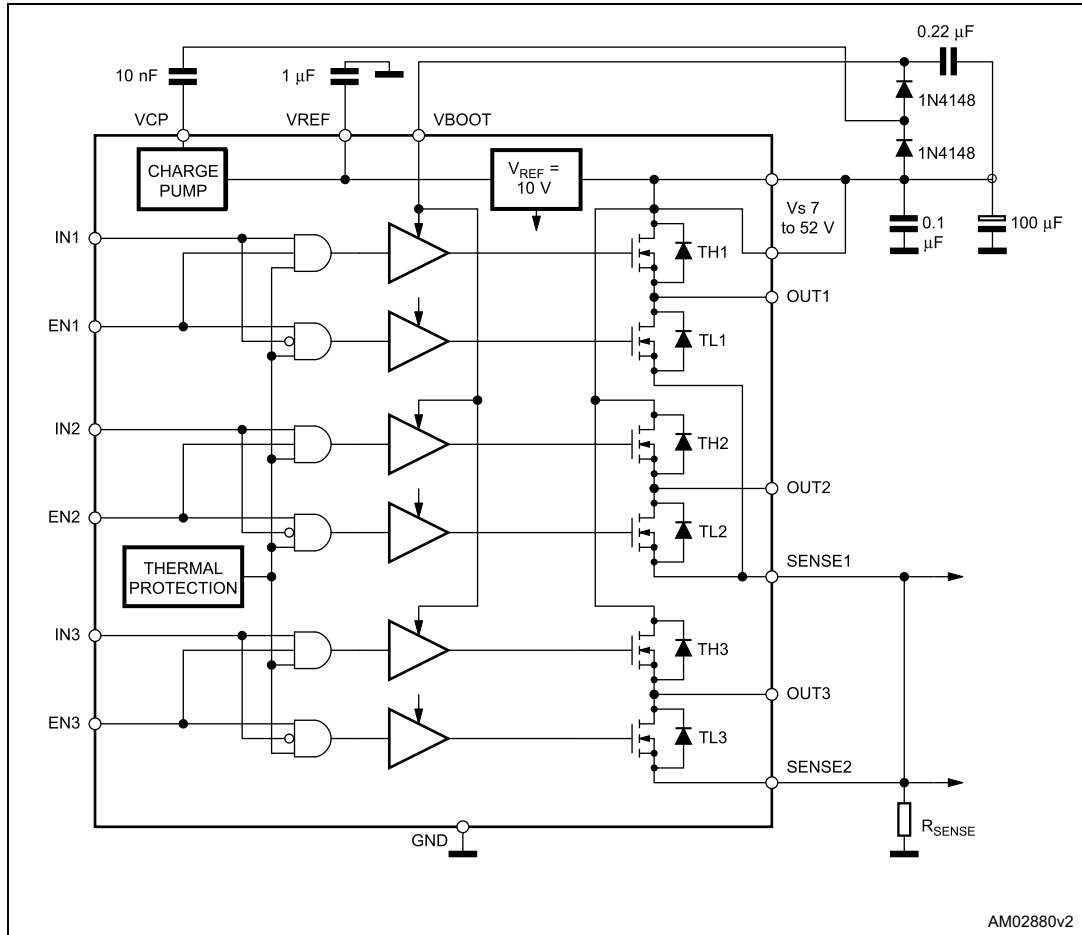 0.22 µF
10 nF
1 µF
1N4148
VCP
VREF
VBOOT
1N4148
CHARGE
PUMP
VREF =
10 V
Vs 7
to 52 V
0.1
µF
100 µF
IN1
TH1
OUT1
EN1
TL1
IN2
TH2
OUT2
EN2
TL2
THERMAL
PROTECTION
SENSE1
IN3
TH3
OUT3
EN3
TL3
SENSE2
GND
RSENSE
AM02880v2